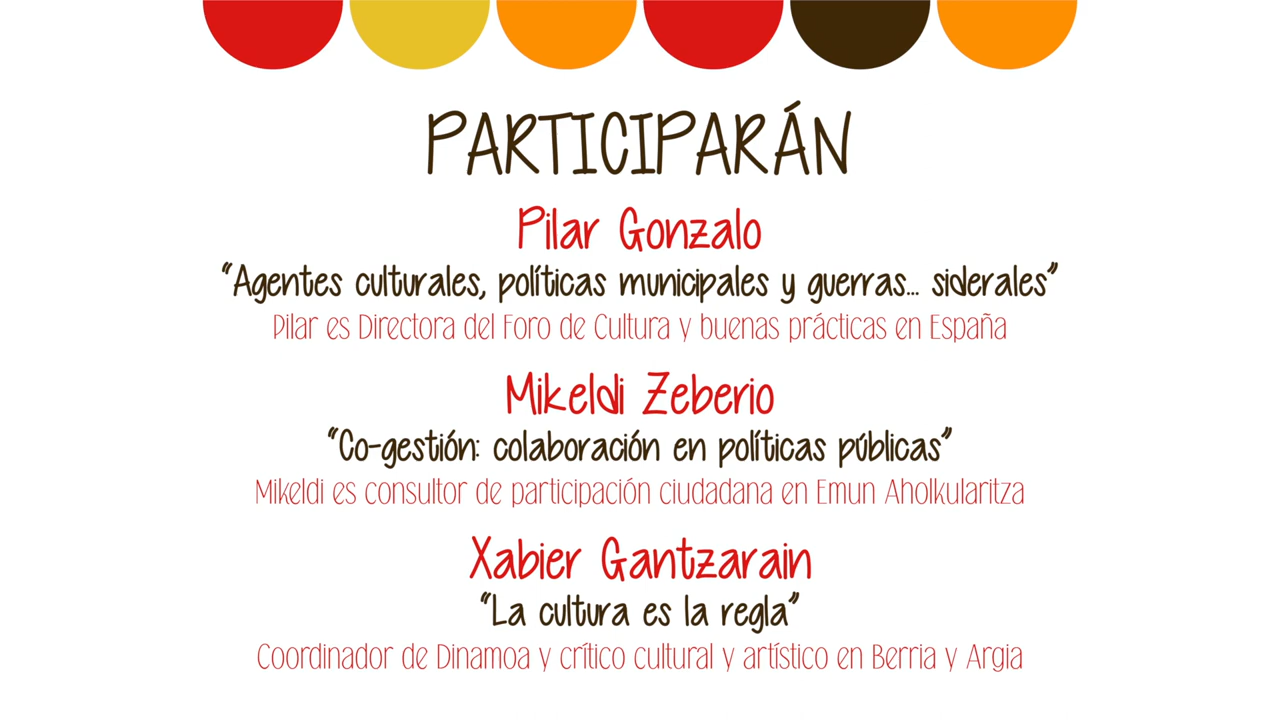 PARTICIPARÁN
Pilar Gonzalo
“Agentes culturales, políticas municipales y guerras... siderales”
Pilar es Directora del Foro de Cultura y buenas prácticas en España
Mikeldi Zeberio
“Co-gestión: colaboración en políticas públicas”
Mikeldi es consultor de participación ciudadana en Emun Aholkularitza
Xabier Gantzarain
“La cultura es la regla”
Coordinador de Dinamoa y crítico cultural y artístico en Berria y Argia